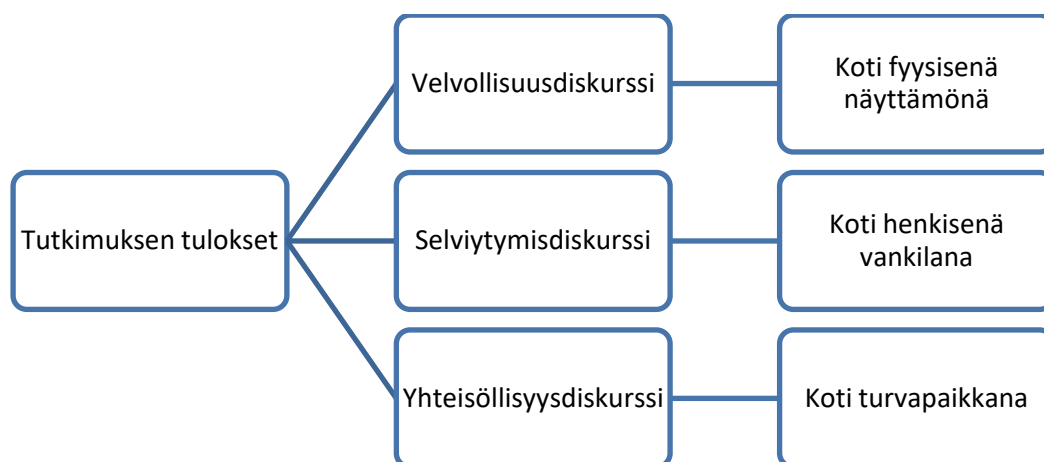 Tutkimuksen tulokset
Velvollisuusdiskurssi
Koti fyysisenä
näyttämönä
Selviytymisdiskurssi
Koti henkisenä
vankilana
Yhteisöllisyysdiskurssi
Koti turvapaikkana